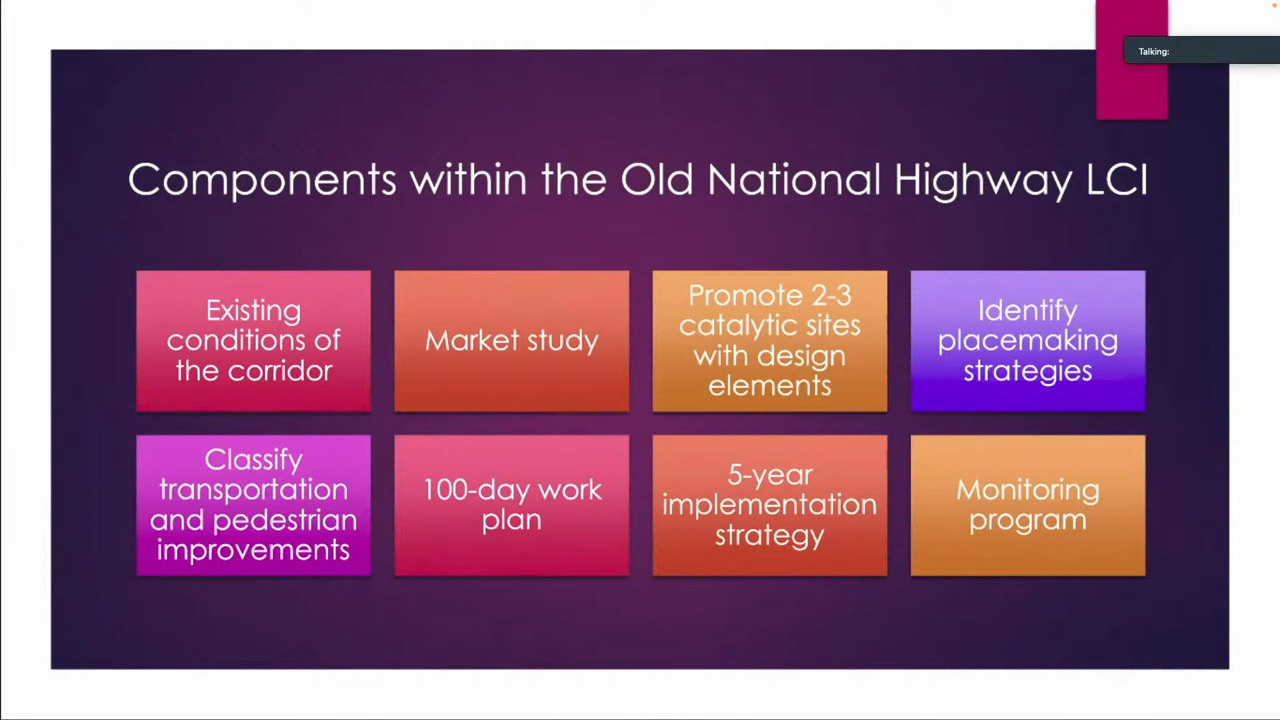 Talking:
Components within the Old National Highway LCI
Existing
conditions of
the corridor
Market study
Promote 2-3
catalytic sites
with design
elements
Identify
placemaking
strategies
Classify
transportation
and pedestrian
improvements
100-day work
plan
5-year
implementation
strategy
Monitoring
program